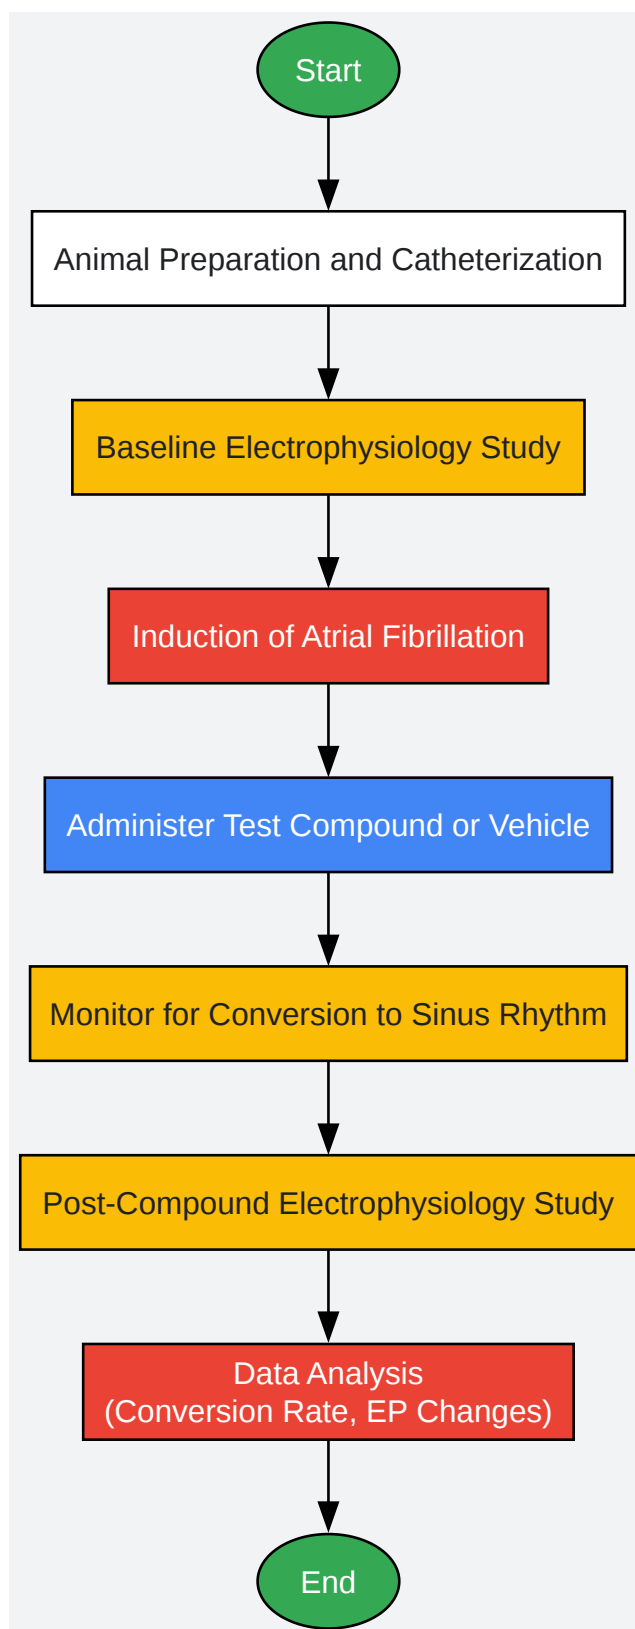 Start
Animal Preparation and Catheterization
Baseline Electrophysiology Study
Induction of Atrial Fibrillation
Administer Test Compound or Vehicle
Monitor for Conversion to Sinus Rhythm
Post-Compound Electrophysiology Study
Data Analysis
(Conversion Rate, EP Changes)
End